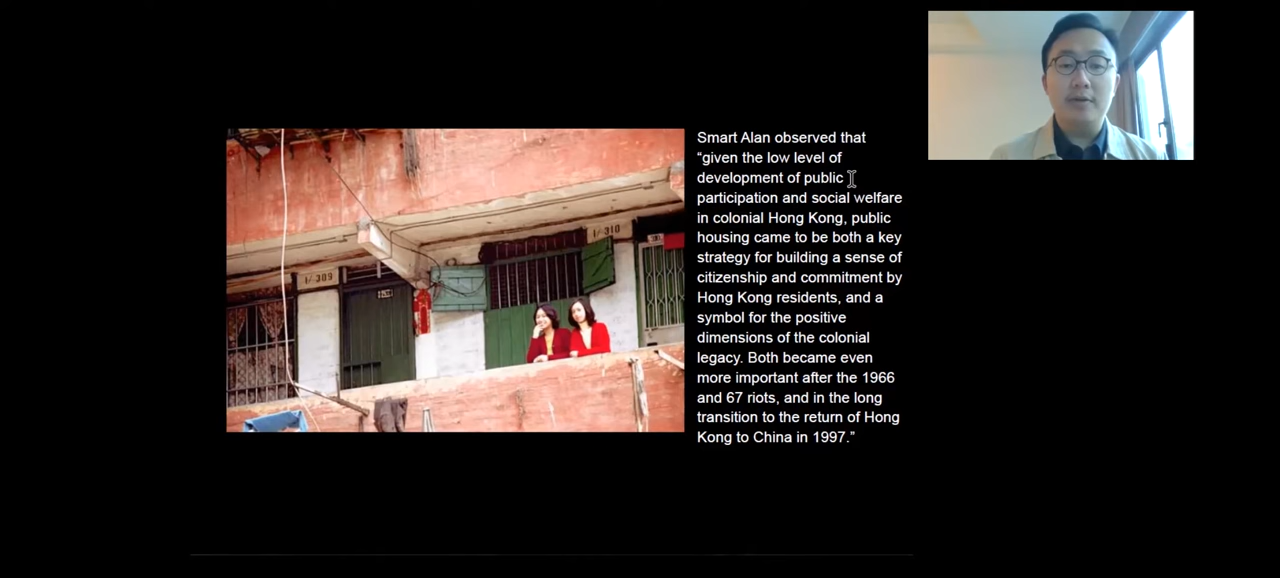 Smart Alan observed that
“given the low level of
development of public
participation and social welfare
in colonial Hong Kong, public
housing came to be both a key
strategy for building a sense of
citizenship and commitment by
Hong Kong residents, and a
symbol for the positive
dimensions of the colonial
legacy. Both became even
more important after the 1966
and 67 riots, and in the long
transition to the return of Hong
Kong to China in 1997.”
1/-309
1/-310